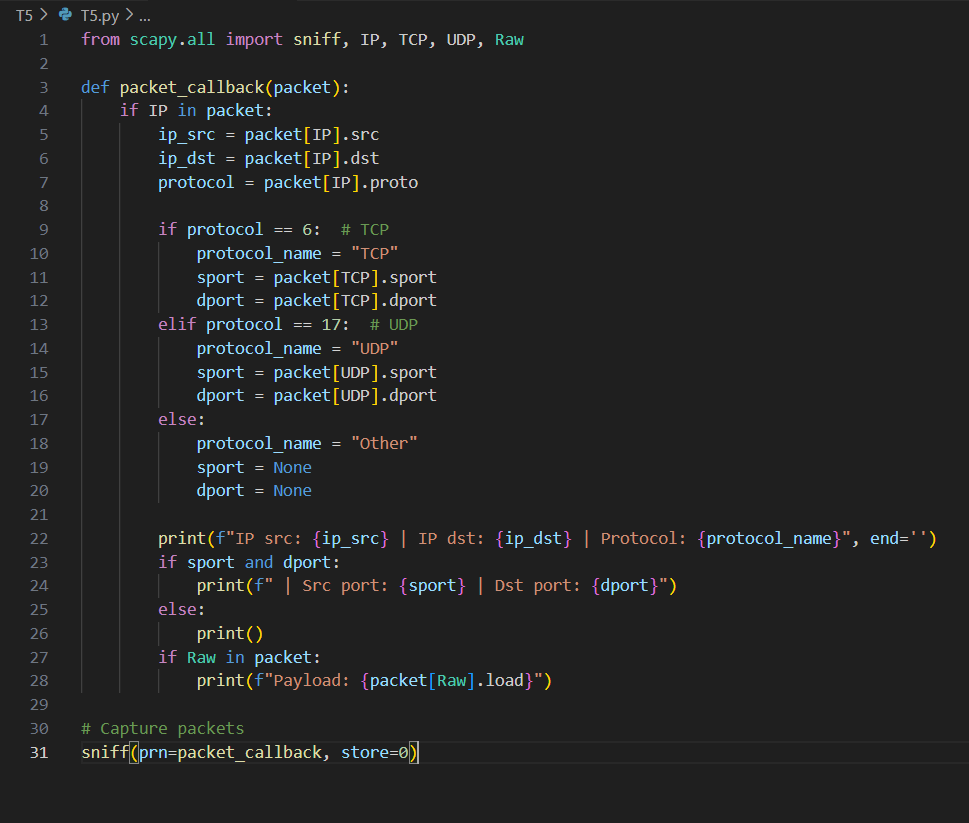 T5 > T5.py > ...
1 from scapy.all import sniff, IP, TCP, UDP, Raw
2
3 def packet_callback(packet):
4     if IP in packet:
5         ip_src = packet[IP].src
6         ip_dst = packet[IP].dst
7         protocol = packet[IP].proto
8
9         if protocol == 6:  # TCP
10             protocol_name = "TCP"
11             sport = packet[TCP].sport
12             dport = packet[TCP].dport
13         elif protocol == 17:  # UDP
14             protocol_name = "UDP"
15             sport = packet[UDP].sport
16             dport = packet[UDP].dport
17         else:
18             protocol_name = "Other"
19             sport = None
20             dport = None
21
22         print(f"IP src: {ip_src} | IP dst: {ip_dst} | Protocol: {protocol_name}", end='')
23         if sport and dport:
24             print(f" | Src port: {sport} | Dst port: {dport}")
25         else:
26             print()
27         if Raw in packet:
28             print(f"Payload: {packet[Raw].load}")
29
30 # Capture packets
31 sniff(prn=packet_callback, store=0)